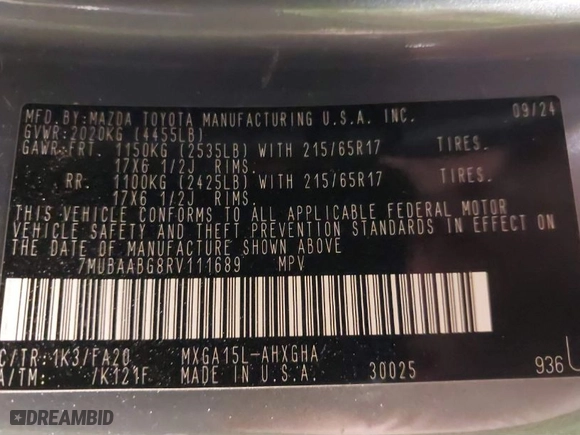 MFD.BY:MAZDA TOYOTA MANUFACTURING U.S.A. INC. 09/24
GVWR:2020KG (4455LB)
GAWR:FRT. 1150KG (2535LB) WITH 215/65R17 TIRES.
17X6 1/2J RIMS.
RR. 1100KG (2425LB) WITH 215/65R17 TIRES.
17X6 1/2J RIMS.
THIS VEHICLE CONFORMS TO ALL APPLICABLE FEDERAL MOTOR
VEHICLE SAFETY AND THEFT PREVENTION STANDARDS IN EFFECT ON
THE DATE OF MANUFACTURE SHOWN ABOVE.
7MUBAABG8RV111689 MPV
C/TR:1K3/FA20 MXGA15L-AHXGHA
A/TM: /K121F MADE IN U.S.A. 30025 936
DREAMBID